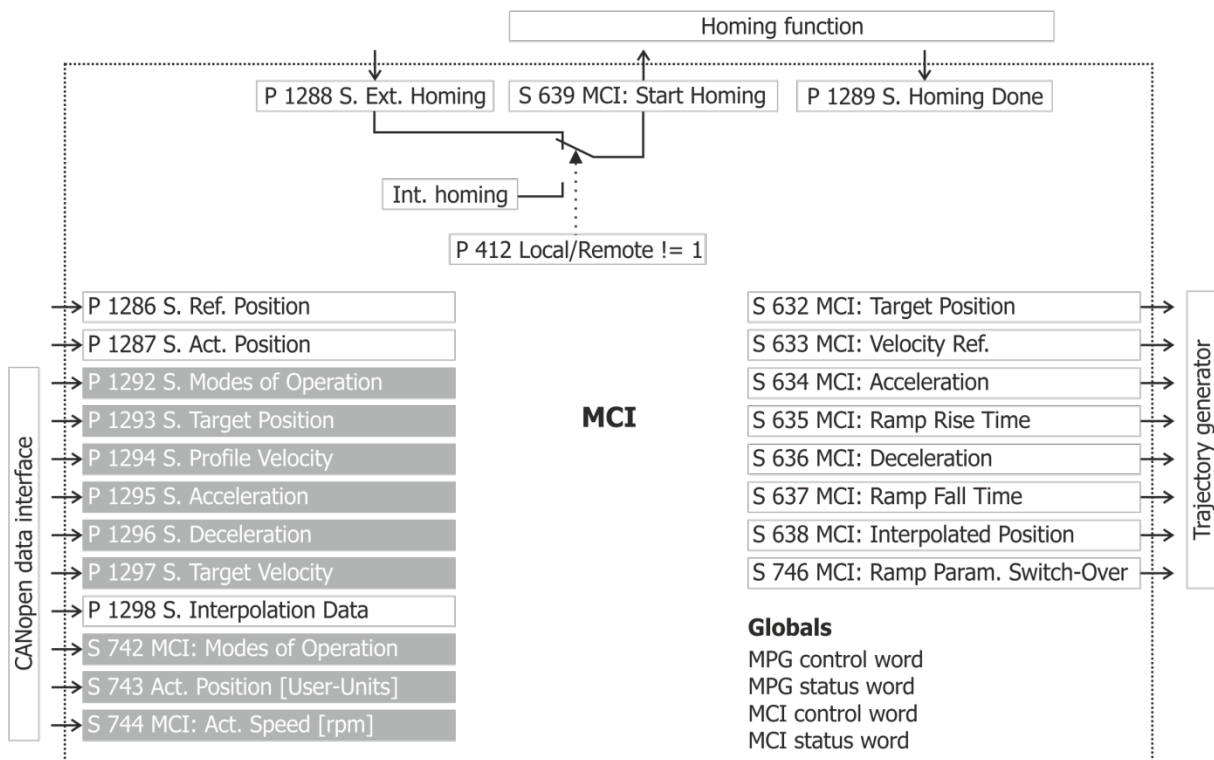 Homing function
P 1288 S. Ext. Homing
S 639 MCI: Start Homing
P 1289 S. Homing Done
Int. homing
P 412 Local/Remote != 1
CANopen data interface
P 1286 S. Ref. Position
P 1287 S. Act. Position
P 1292 S. Modes of Operation
P 1293 S. Target Position
P 1294 S. Profile Velocity
P 1295 S. Acceleration
P 1296 S. Deceleration
P 1297 S. Target Velocity
P 1298 S. Interpolation Data
S 742 MCI: Modes of Operation
S 743 Act. Position [User-Units]
S 744 MCI: Act. Speed [rpm]
MCI
S 632 MCI: Target Position
S 633 MCI: Velocity Ref.
S 634 MCI: Acceleration
S 635 MCI: Ramp Rise Time
S 636 MCI: Deceleration
S 637 MCI: Ramp Fall Time
S 638 MCI: Interpolated Position
S 746 MCI: Ramp Param. Switch-Over
Trajectory generator
Globals
MPG control word
MPG status word
MCI control word
MCI status word